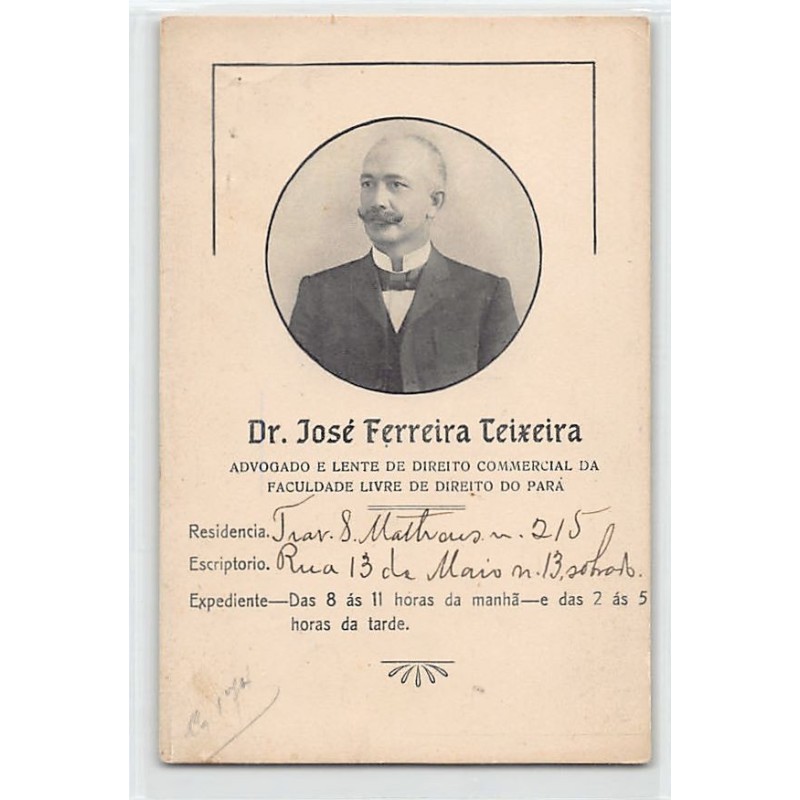 Dr. José Ferreira Teixeira
ADVOGADO E LENTE DE DIREITO COMMERCIAL DA
FACULDADE LIVRE DE DIREITO DO PARÁ
Residencia. Trav. S. Matheus n. 215
Escriptorio. Rua 13 de Maio n. 13, sobrado.
Expediente—Das 8 ás 11 horas da manhã—e das 2 ás 5
horas da tarde.